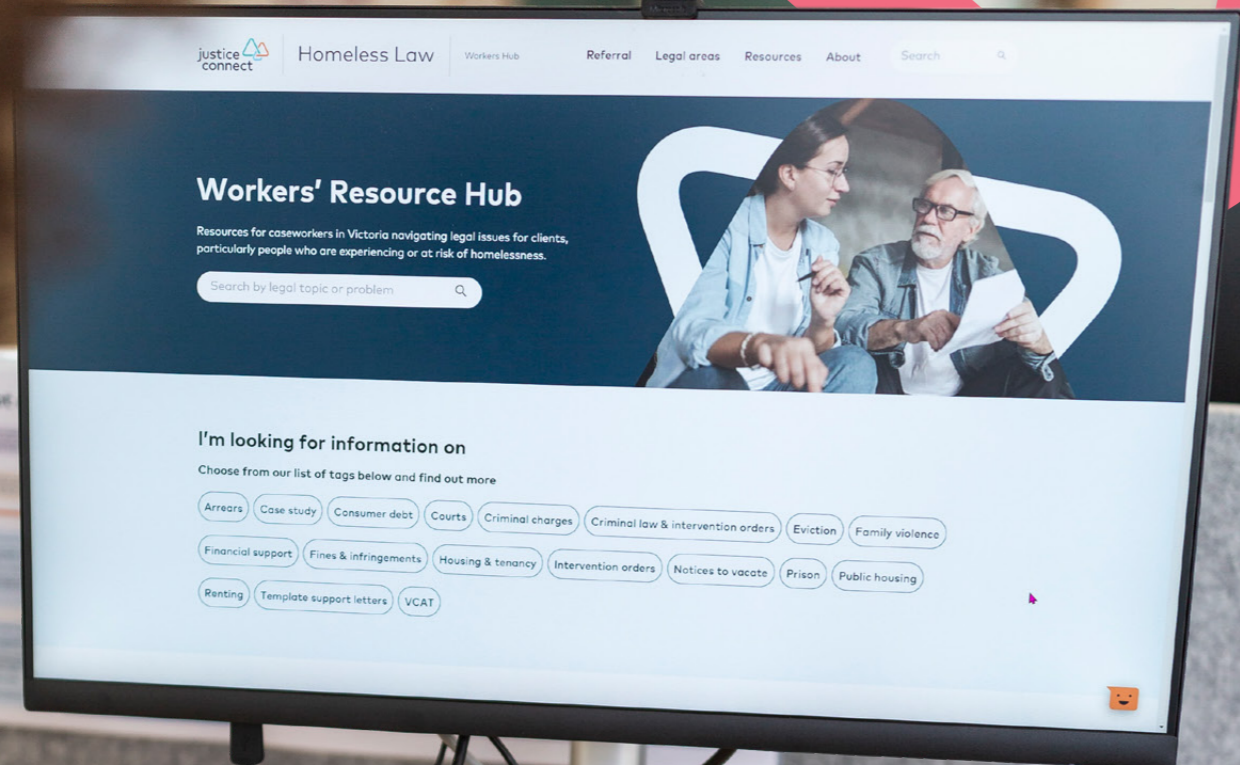 justice
connect
Homeless Law
Workers Hub
Referral
Legal areas
Resources
About
Search
Workers' Resource Hub
Resources for caseworkers in Victoria navigating legal issues for clients,
particularly people who are experiencing or at risk of homelessness.
Search by legal topic or problem
I'm looking for information on
Choose from our list of tags below and find out more
Arrears Case study Consumer debt Courts Criminal charges Criminal law & intervention orders Eviction Family violence
Financial support Fines & infringements Housing & tenancy Intervention orders Notices to vacate Prison Public housing
Renting Template support letters VCAT